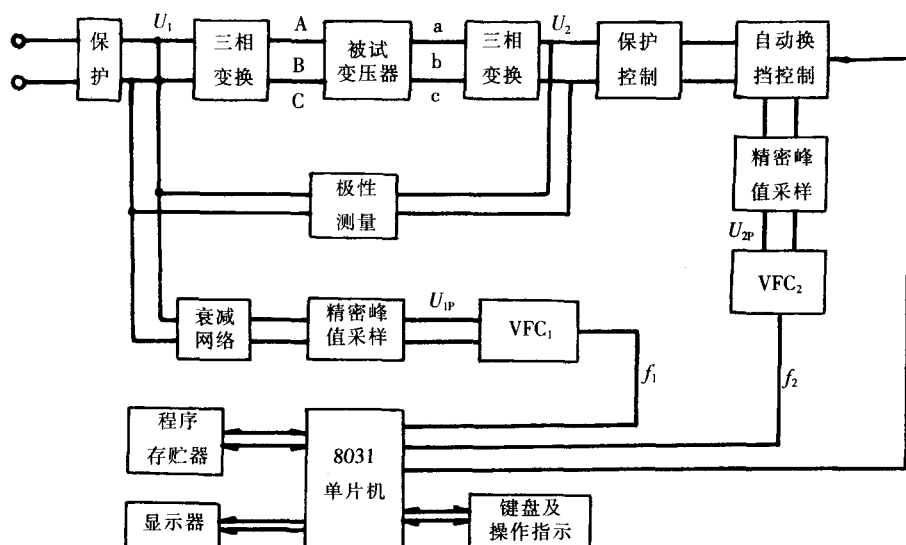 U₁
A
a
U₂
保
护
三相
变换
B
C
被试
变压器
b
c
三相
变换
保护
控制
自动换
挡控制
极性
测量
精密峰
值采样
U₂P
VFC₂
衰减
网络
精密峰
值采样
U₁P
VFC₁
f₁
f₂
程序
存贮器
8031
单片机
显示器
键盘及
操作指示